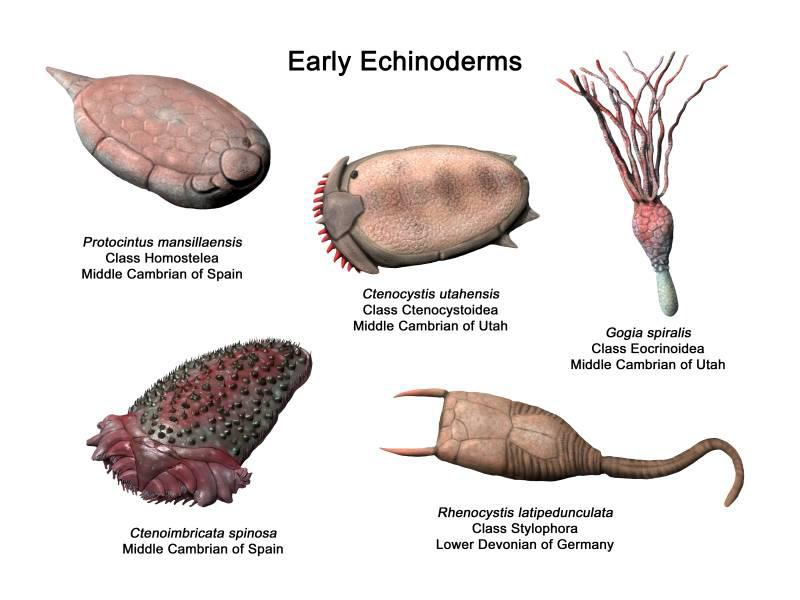 Early Echinoderms
Protocintus mansillaensis
Class Homostelea
Middle Cambrian of Spain
Ctenocystis utahensis
Class Ctenocystoidea
Middle Cambrian of Utah
Gogia spiralis
Class Eocrinoidea
Middle Cambrian of Utah
Ctenoimbricata spinosa
Middle Cambrian of Spain
Rhenocystis latipedunculata
Class Stylophora
Lower Devonian of Germany